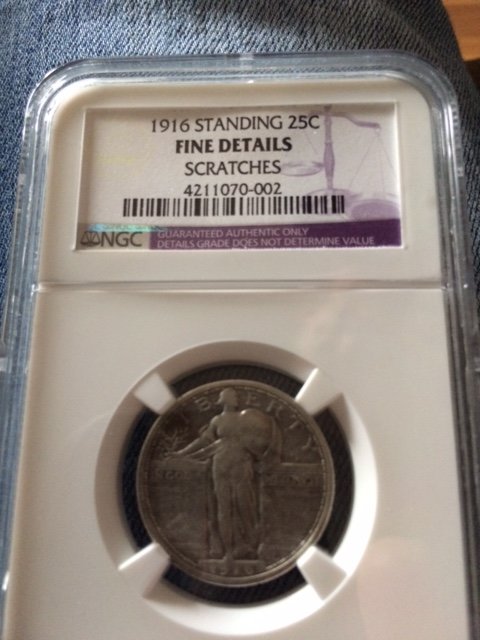 1916 STANDING 25C
FINE DETAILS
SCRATCHES
4211070-002
NGC
GUARANTEED AUTHENTIC ONLY
DETAILS GRADE DOES NOT DETERMINE VALUE
LIBERTY